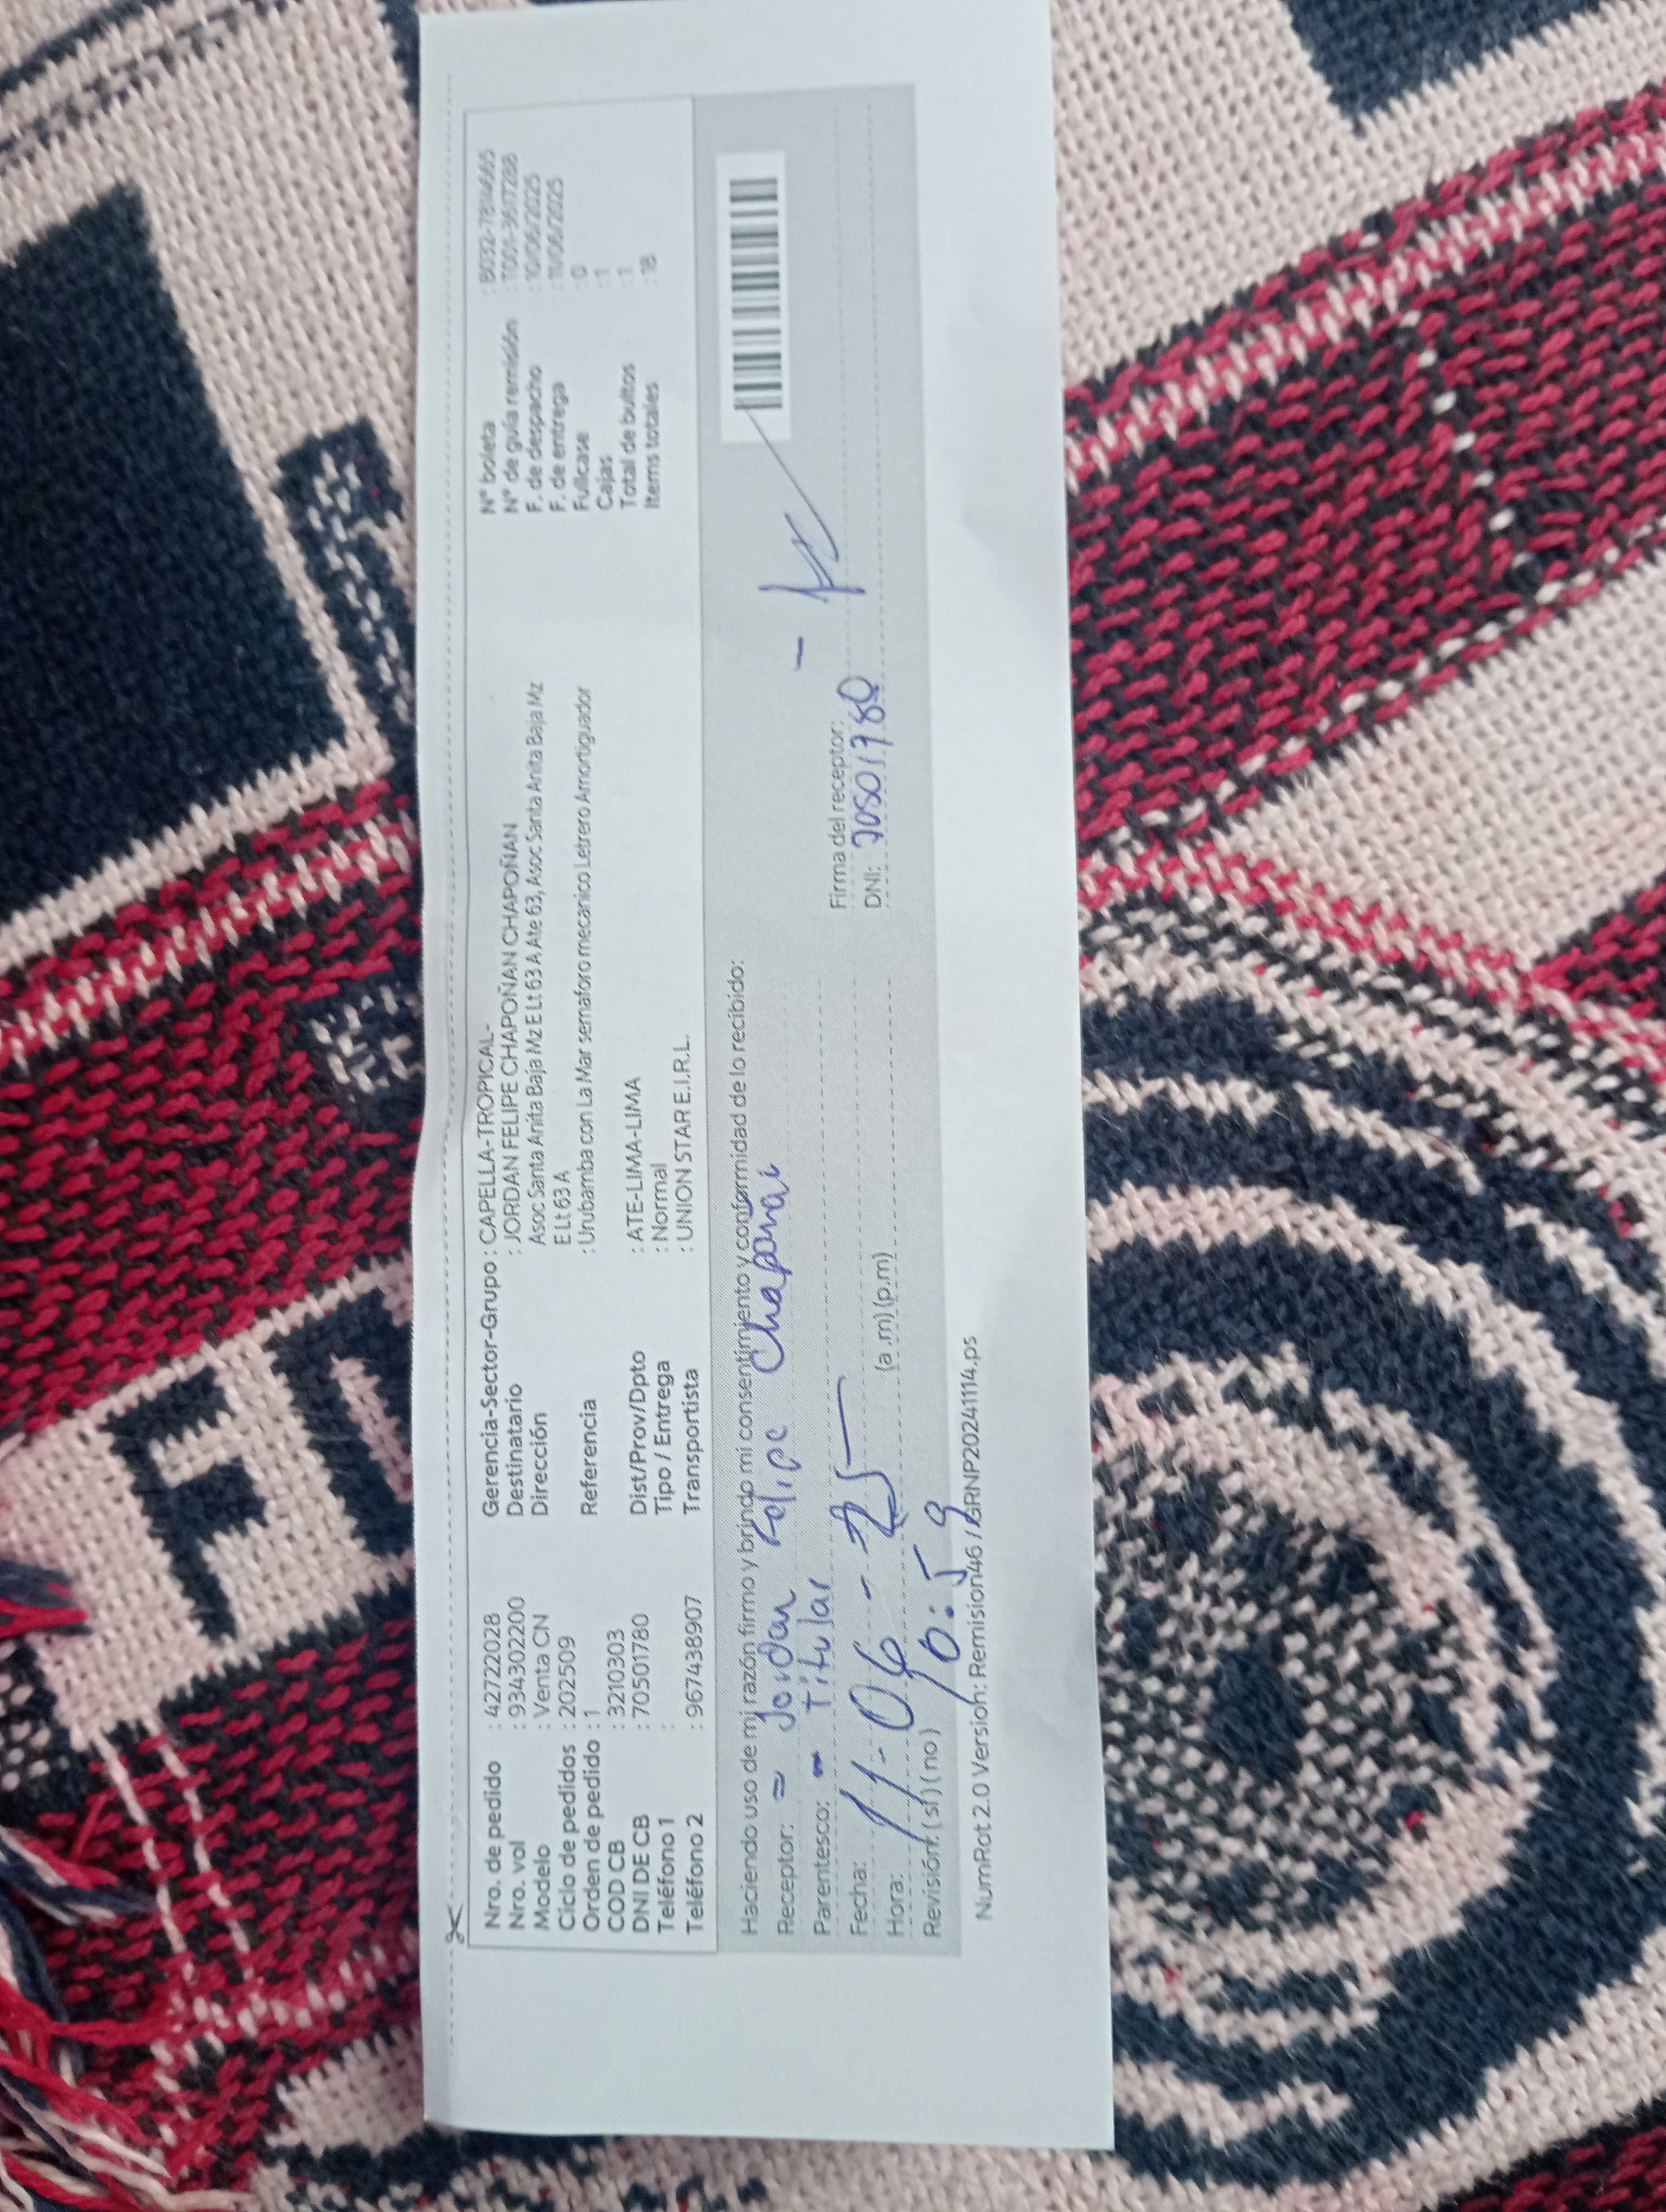 Nro. de pedido : 42722028
Nro. vol : 934302200
Modelo : Venta CN
Ciclo de pedidos : 202509
Orden de pedido : 1
COD CB : 3210303
DNI DE CB : 70501780
Teléfono 1 :
Teléfono 2 : 967438907
Gerencia-Sector-Grupo : CAPELLA-TROPICAL-
Destinatario : JORDAN FELIPE CHAPOÑAN CHAPOÑAN
Dirección Asoc Santa Anita Baja Mz E Lt 63 A Ate 63, Asoc Santa Anita Baja Mz
E Lt 63 A
Referencia : Urubamba con La Mar semaforo mecanico Letrero Amortiguador
Dist/Prov/Dpto : ATE-LIMA-LIMA
Tipo / Entrega : Normal
Transportista : UNION STAR E.I.R.L.
N° boleta : B032-7814665
N° de guía remisión : T001-3617288
F. de despacho : 10/06/2025
F. de entrega : 11/06/2025
Fullcase : 0
Cajas : 1
Total de bultos : 1
Items totales : 18
Haciendo uso de mi razón firmo y brindo mi consentimiento y conformidad de lo recibido:
Receptor: = Jordan Felipe
Parentesco: - titular
Fecha: 11-06-25
Hora: 10:59 (a.m) (p.m)
Revisión: (si) (no)
Firma del receptor:
DNI: 70501780
NumRot 2.0 Version: Remision46 / GRNP20241114.ps